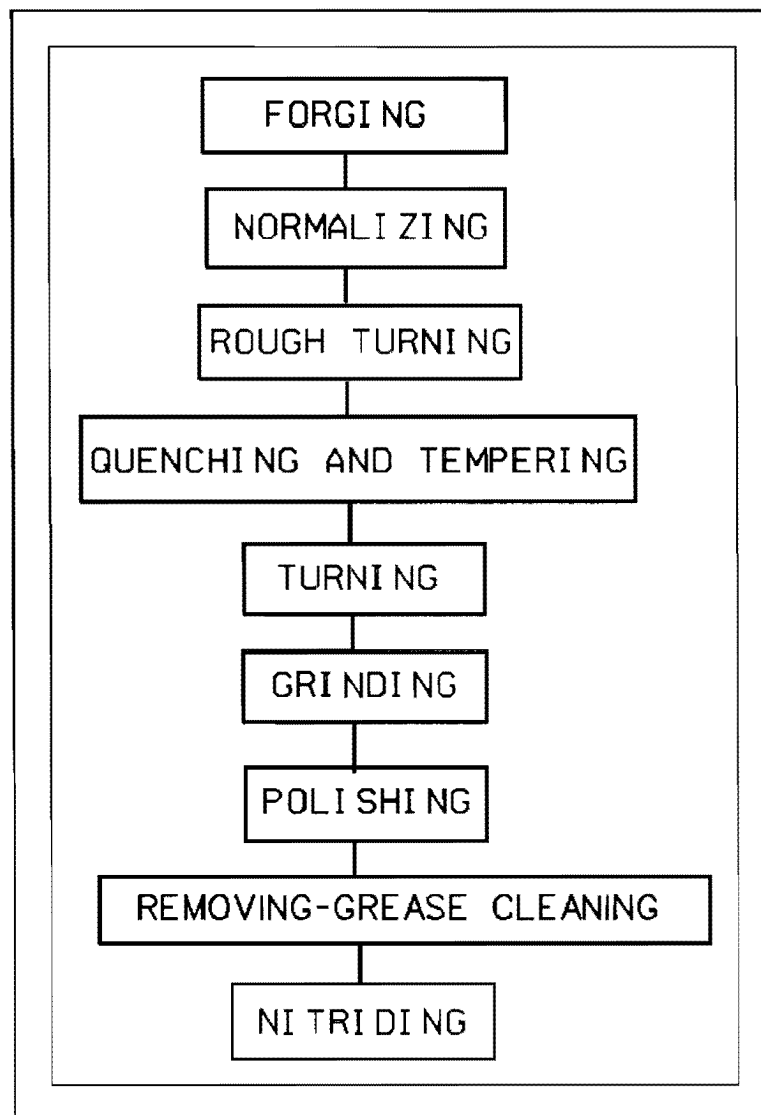 FORGING
NORMALIZING
ROUGH TURNING
QUENCHING AND TEMPERING
TURNING
GRINDING
POLISHING
REMOVING-GREASE CLEANING
NITRIDING